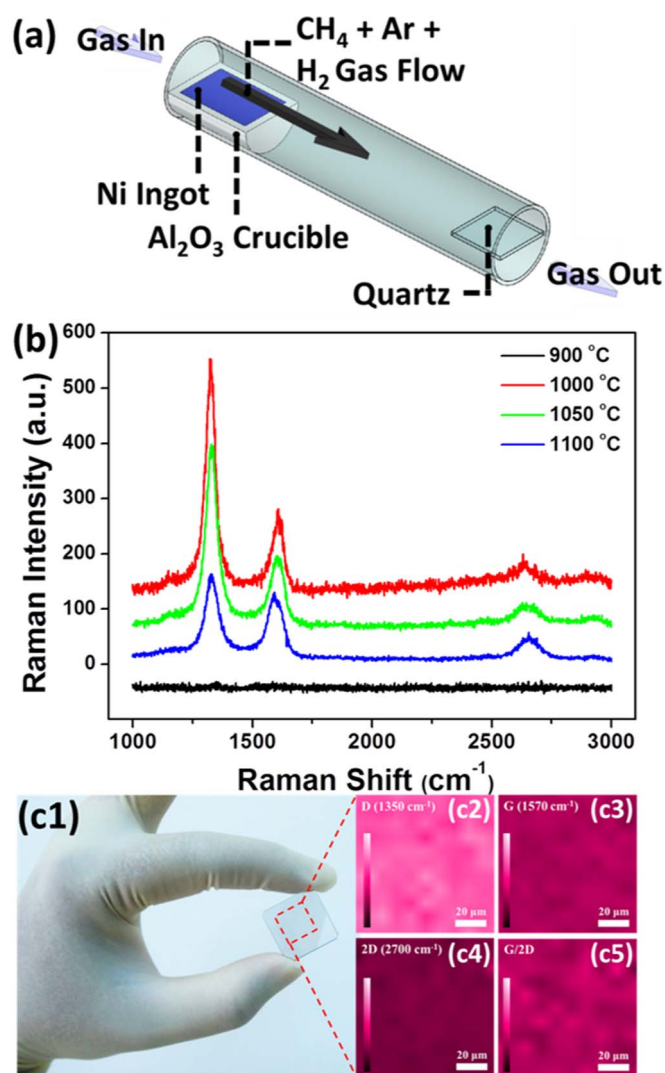 (a)
Gas In
CH₄ + Ar +
H₂ Gas Flow
Ni Ingot
Al₂O₃ Crucible
Quartz
Gas Out
(b)
Raman Intensity (a.u.)
600
500
400
300
200
100
0
900 °C
1000 °C
1050 °C
1100 °C
1000
1500
2000
2500
3000
Raman Shift (cm⁻¹)
(c1)
D (1350 cm⁻¹)
(c2)
20 μm
G (1570 cm⁻¹)
(c3)
20 μm
2D (2700 cm⁻¹)
(c4)
20 μm
G/2D
(c5)
20 μm